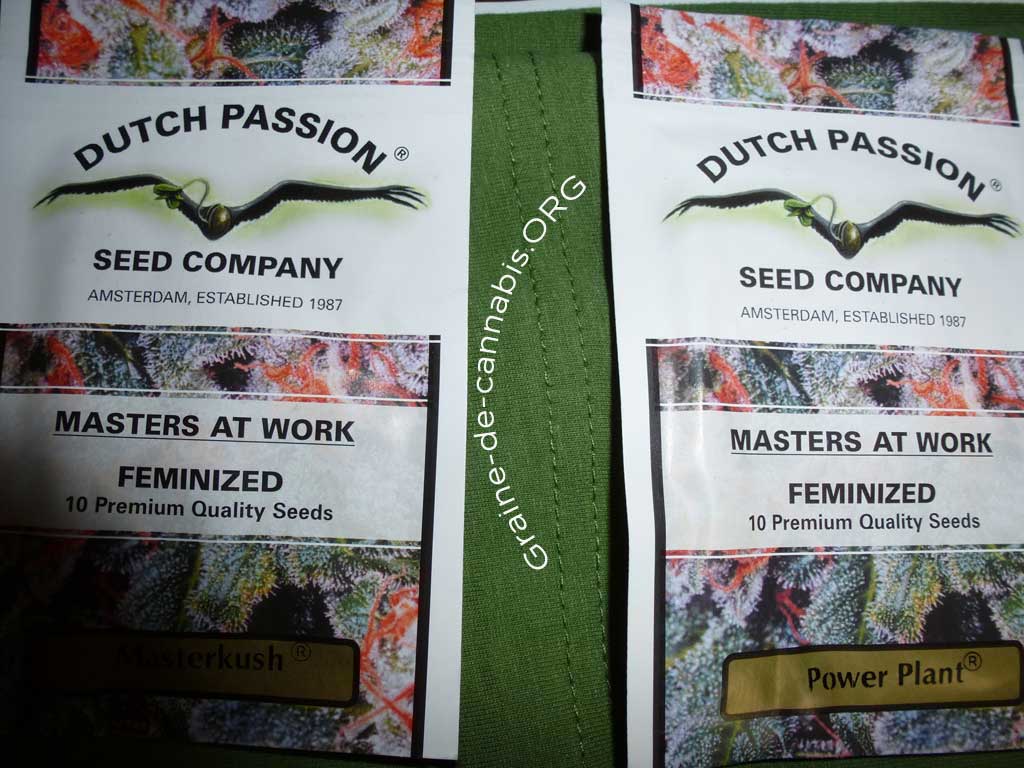 DUTCH PASSION®
SEED COMPANY
AMSTERDAM, ESTABLISHED 1987
MASTERS AT WORK
FEMINIZED
10 Premium Quality Seeds
Masterkush®
Graine-de-cannabis.ORG
DUTCH PASSION®
SEED COMPANY
AMSTERDAM, ESTABLISHED 1987
MASTERS AT WORK
FEMINIZED
10 Premium Quality Seeds
Power Plant®